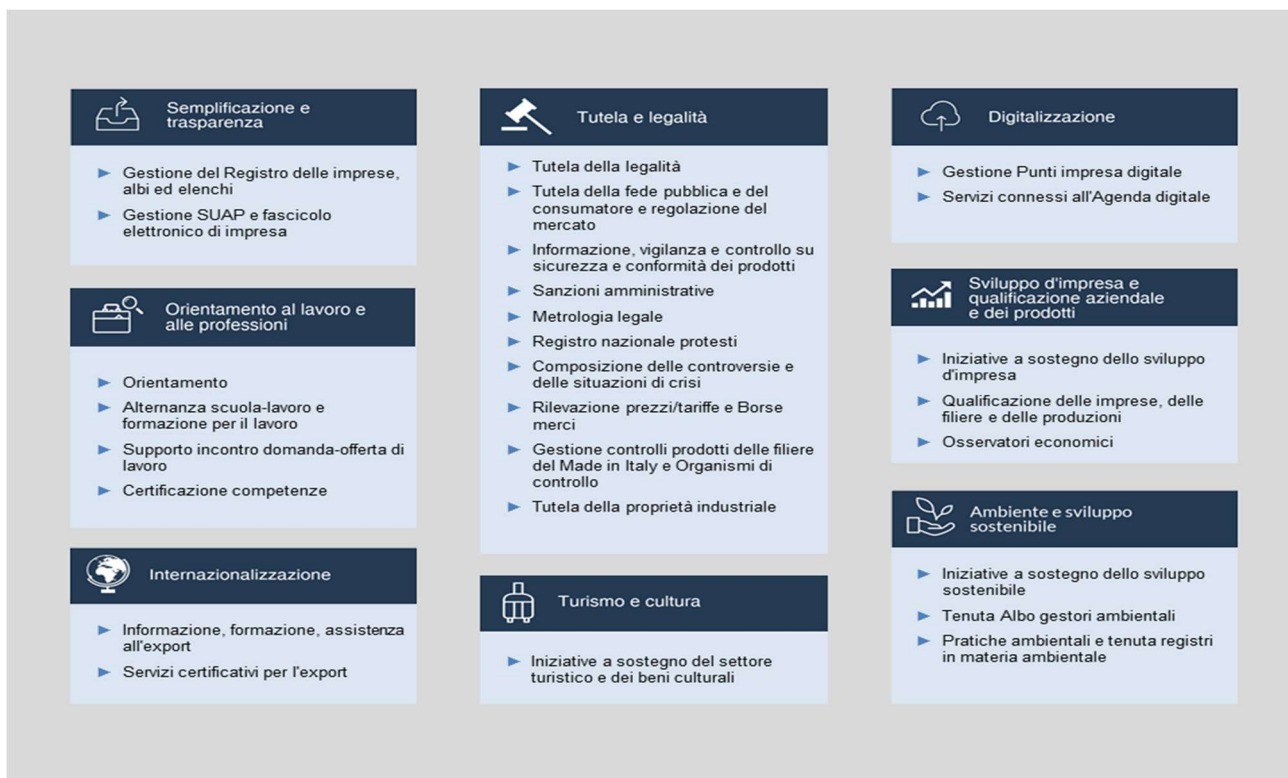 Semplificazione e
trasparenza
Gestione del Registro delle imprese,
albi ed elenchi
Gestione SUAP e fascicolo
elettronico di impresa
Orientamento al lavoro e
alle professioni
Orientamento
Alternanza scuola-lavoro e
formazione per il lavoro
Supporto incontro domanda-offerta di
lavoro
Certificazione competenze
Internazionalizzazione
Informazione, formazione, assistenza
all'export
Servizi certificativi per l'export
Tutela e legalità
Tutela della legalità
Tutela della fede pubblica e del
consumatore e regolazione del
mercato
Informazione, vigilanza e controllo su
sicurezza e conformità dei prodotti
Sanzioni amministrative
Metrologia legale
Registro nazionale protesti
Composizione delle controversie e
delle situazioni di crisi
Rilevazione prezzi/tariffe e Borse
merci
Gestione controlli prodotti delle filiere
del Made in Italy e Organismi di
controllo
Tutela della proprietà industriale
Turismo e cultura
Iniziative a sostegno del settore
turistico e dei beni culturali
Digitalizzazione
Gestione Punti impresa digitale
Servizi connessi all'Agenda digitale
Sviluppo d'impresa e
qualificazione aziendale
e dei prodotti
Iniziative a sostegno dello sviluppo
d'impresa
Qualificazione delle imprese, delle
filiere e delle produzioni
Osservatori economici
Ambiente e sviluppo
sostenibile
Iniziative a sostegno dello sviluppo
sostenibile
Tenuta Albo gestori ambientali
Pratiche ambientali e tenuta registri
in materia ambientale